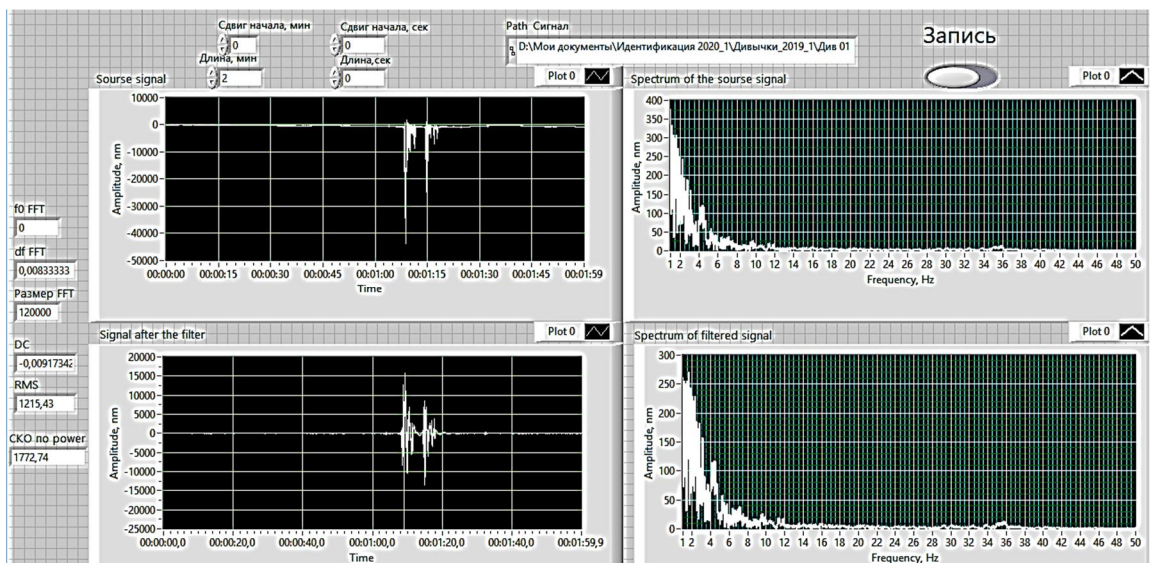 Сдвиг начала, мин
Сдвиг начала, сек
Path Сигнал
Запись
0
0
D:\Мои документы\Идентификация 2020_1\Дивычки_2019_1\Див 01
Длина, мин
Длина,сек
2
0
Sourse signal
Plot 0
Spectrum of the sourse signal
Plot 0
10000
0
-10000
-20000
-30000
-40000
-50000
Amplitude, nm
00:00:00 00:00:15 00:00:30 00:00:45 00:01:00 00:01:15 00:01:30 00:01:45 00:01:59
Time
400
350
300
250
200
150
100
50
0
Amplitude, nm
1 2 4 6 8 10 12 14 16 18 20 22 24 26 28 30 32 34 36 38 40 42 44 46 48 50
Frequency, Hz
f0 FFT
0
df FFT
0,00833333
Размер FFT
120000
DC
-0,00917342
RMS
1215,43
СКО по power
1772,74
Signal after the filter
Plot 0
Spectrum of filtered signal
Plot 0
20000
15000
10000
5000
0
-5000
-10000
-15000
-20000
-25000
Amplitude, nm
00:00:00,0 00:00:20,0 00:00:40,0 00:01:00,0 00:01:20,0 00:01:40,0 00:01:59,9
Time
300
250
200
150
100
50
0
Amplitude, nm
1 2 4 6 8 10 12 14 16 18 20 22 24 26 28 30 32 34 36 38 40 42 44 46 48 50
Frequency, Hz